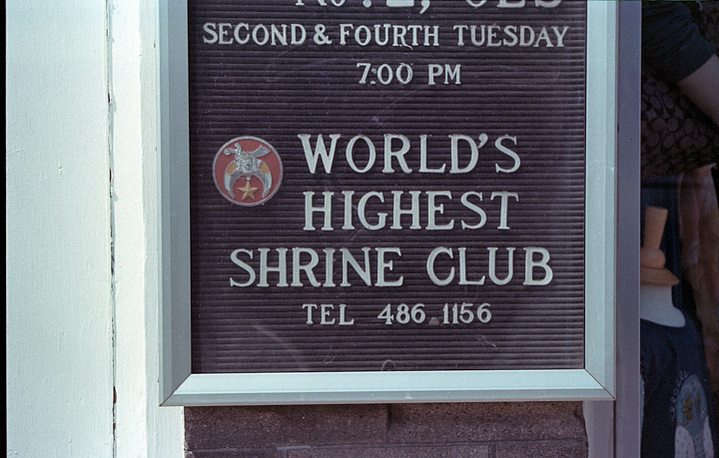 SECOND & FOURTH TUESDAY
7:00 PM
WORLD'S
HIGHEST
SHRINE CLUB
TEL 486 1156